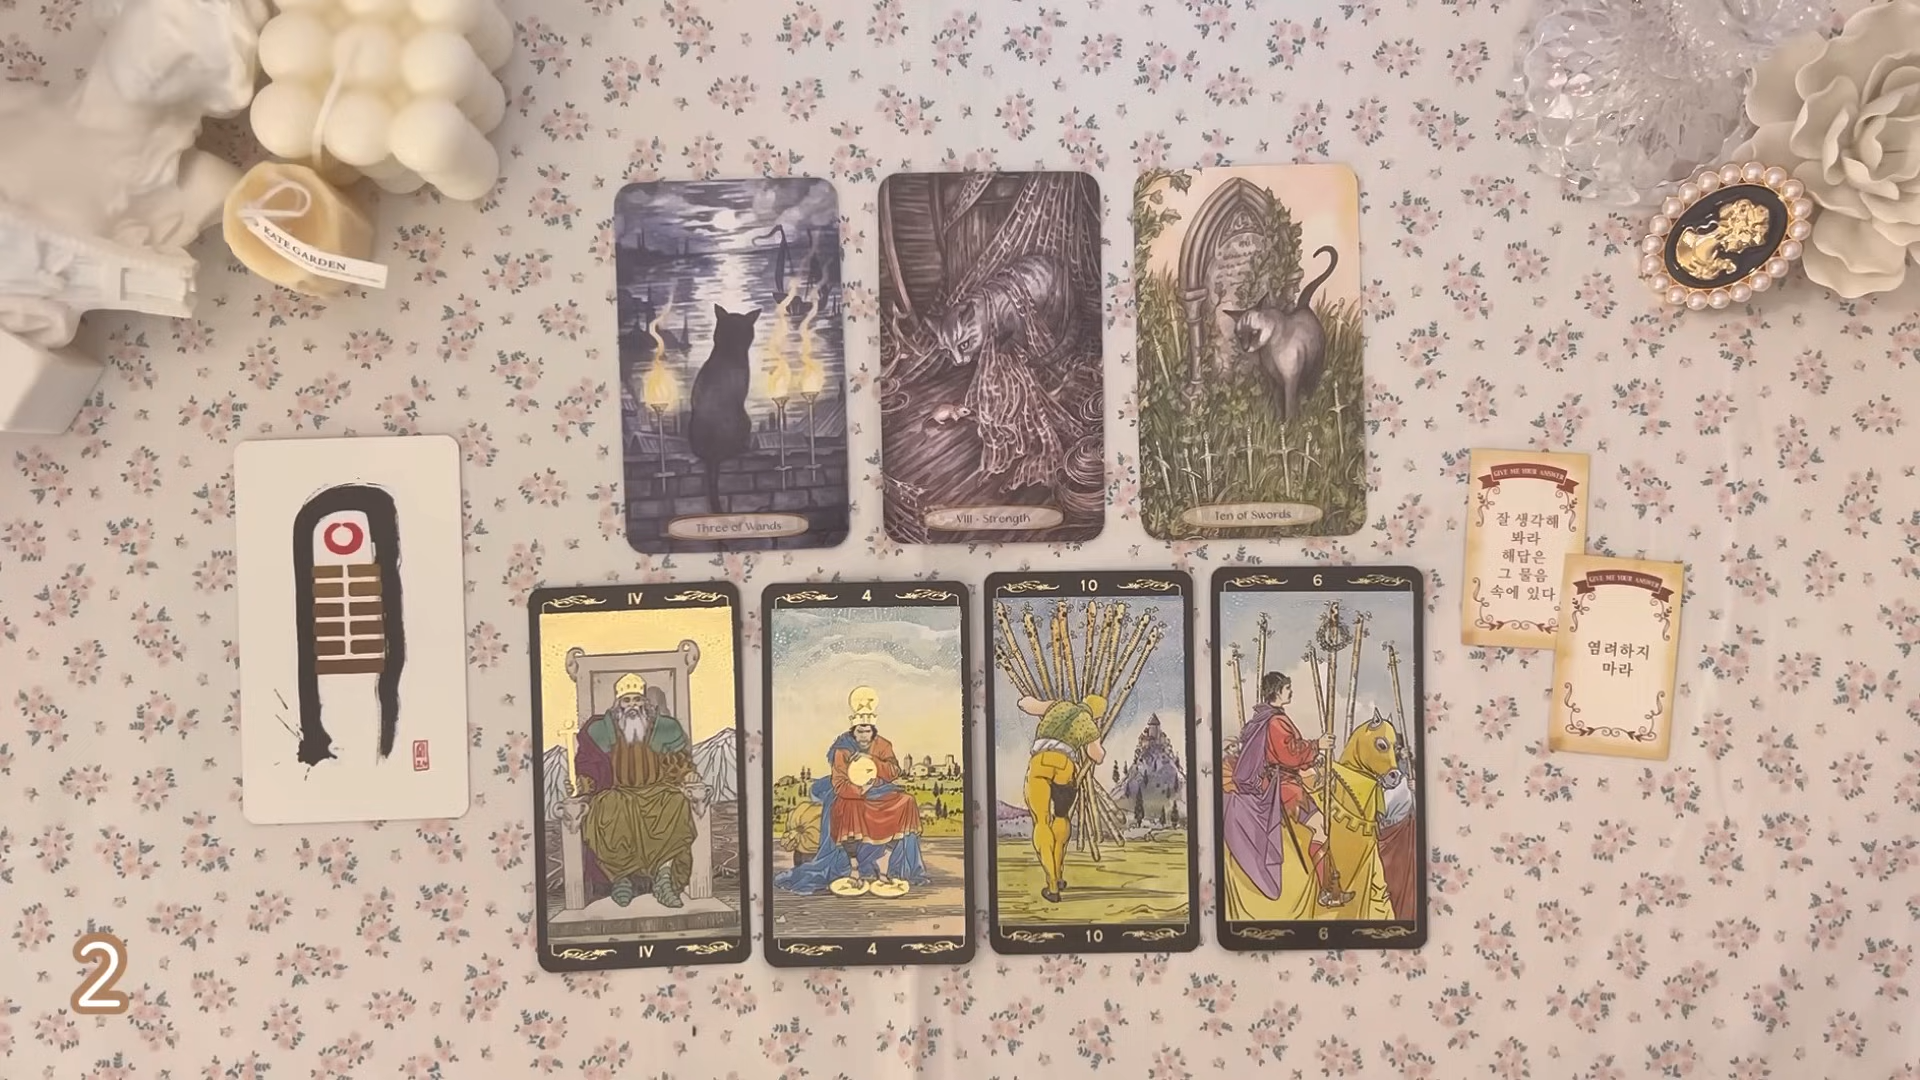 KATE GARDEN
Three of Wands
VIII - Strength
Ten of Swords
GIVE ME YOUR ANSWER
잘 생각해
봐라
해답은
그 물음
속에 있다
GIVE ME YOUR ANSWER
염려하지
마라
IV
IV
4
4
10
10
6
6
2